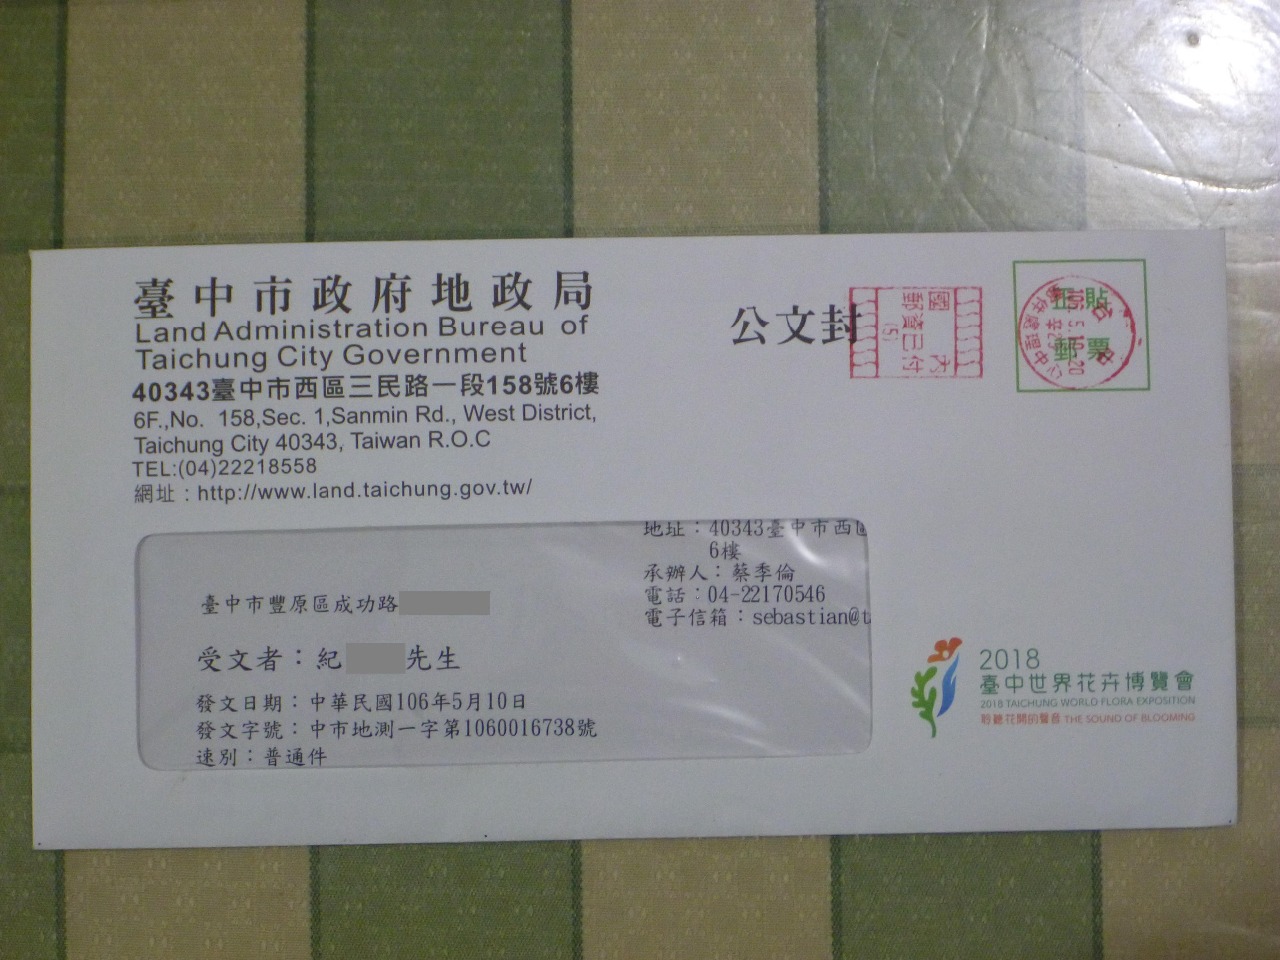 臺中市政府地政局
Land Administration Bureau of
Taichung City Government
40343臺中市西區三民路一段158號6樓
6F.,No. 158,Sec. 1,Sanmin Rd., West District,
Taichung City 40343, Taiwan R.O.C
TEL:(04)22218558
網址：http://www.land.taichung.gov.tw/
公文封
國內
郵資已付
正貼
郵票
地址：40343臺中市西區
6樓
承辦人：蔡季倫
電話：04-22170546
電子信箱：sebastian@t
臺中市豐原區成功路
受文者：紀 先生
發文日期：中華民國106年5月10日
發文字號：中市地測一字第1060016738號
速別：普通件
2018
臺中世界花卉博覽會
2018 TAICHUNG WORLD FLORA EXPOSITION
聆聽花開的聲音 THE SOUND OF BLOOMING